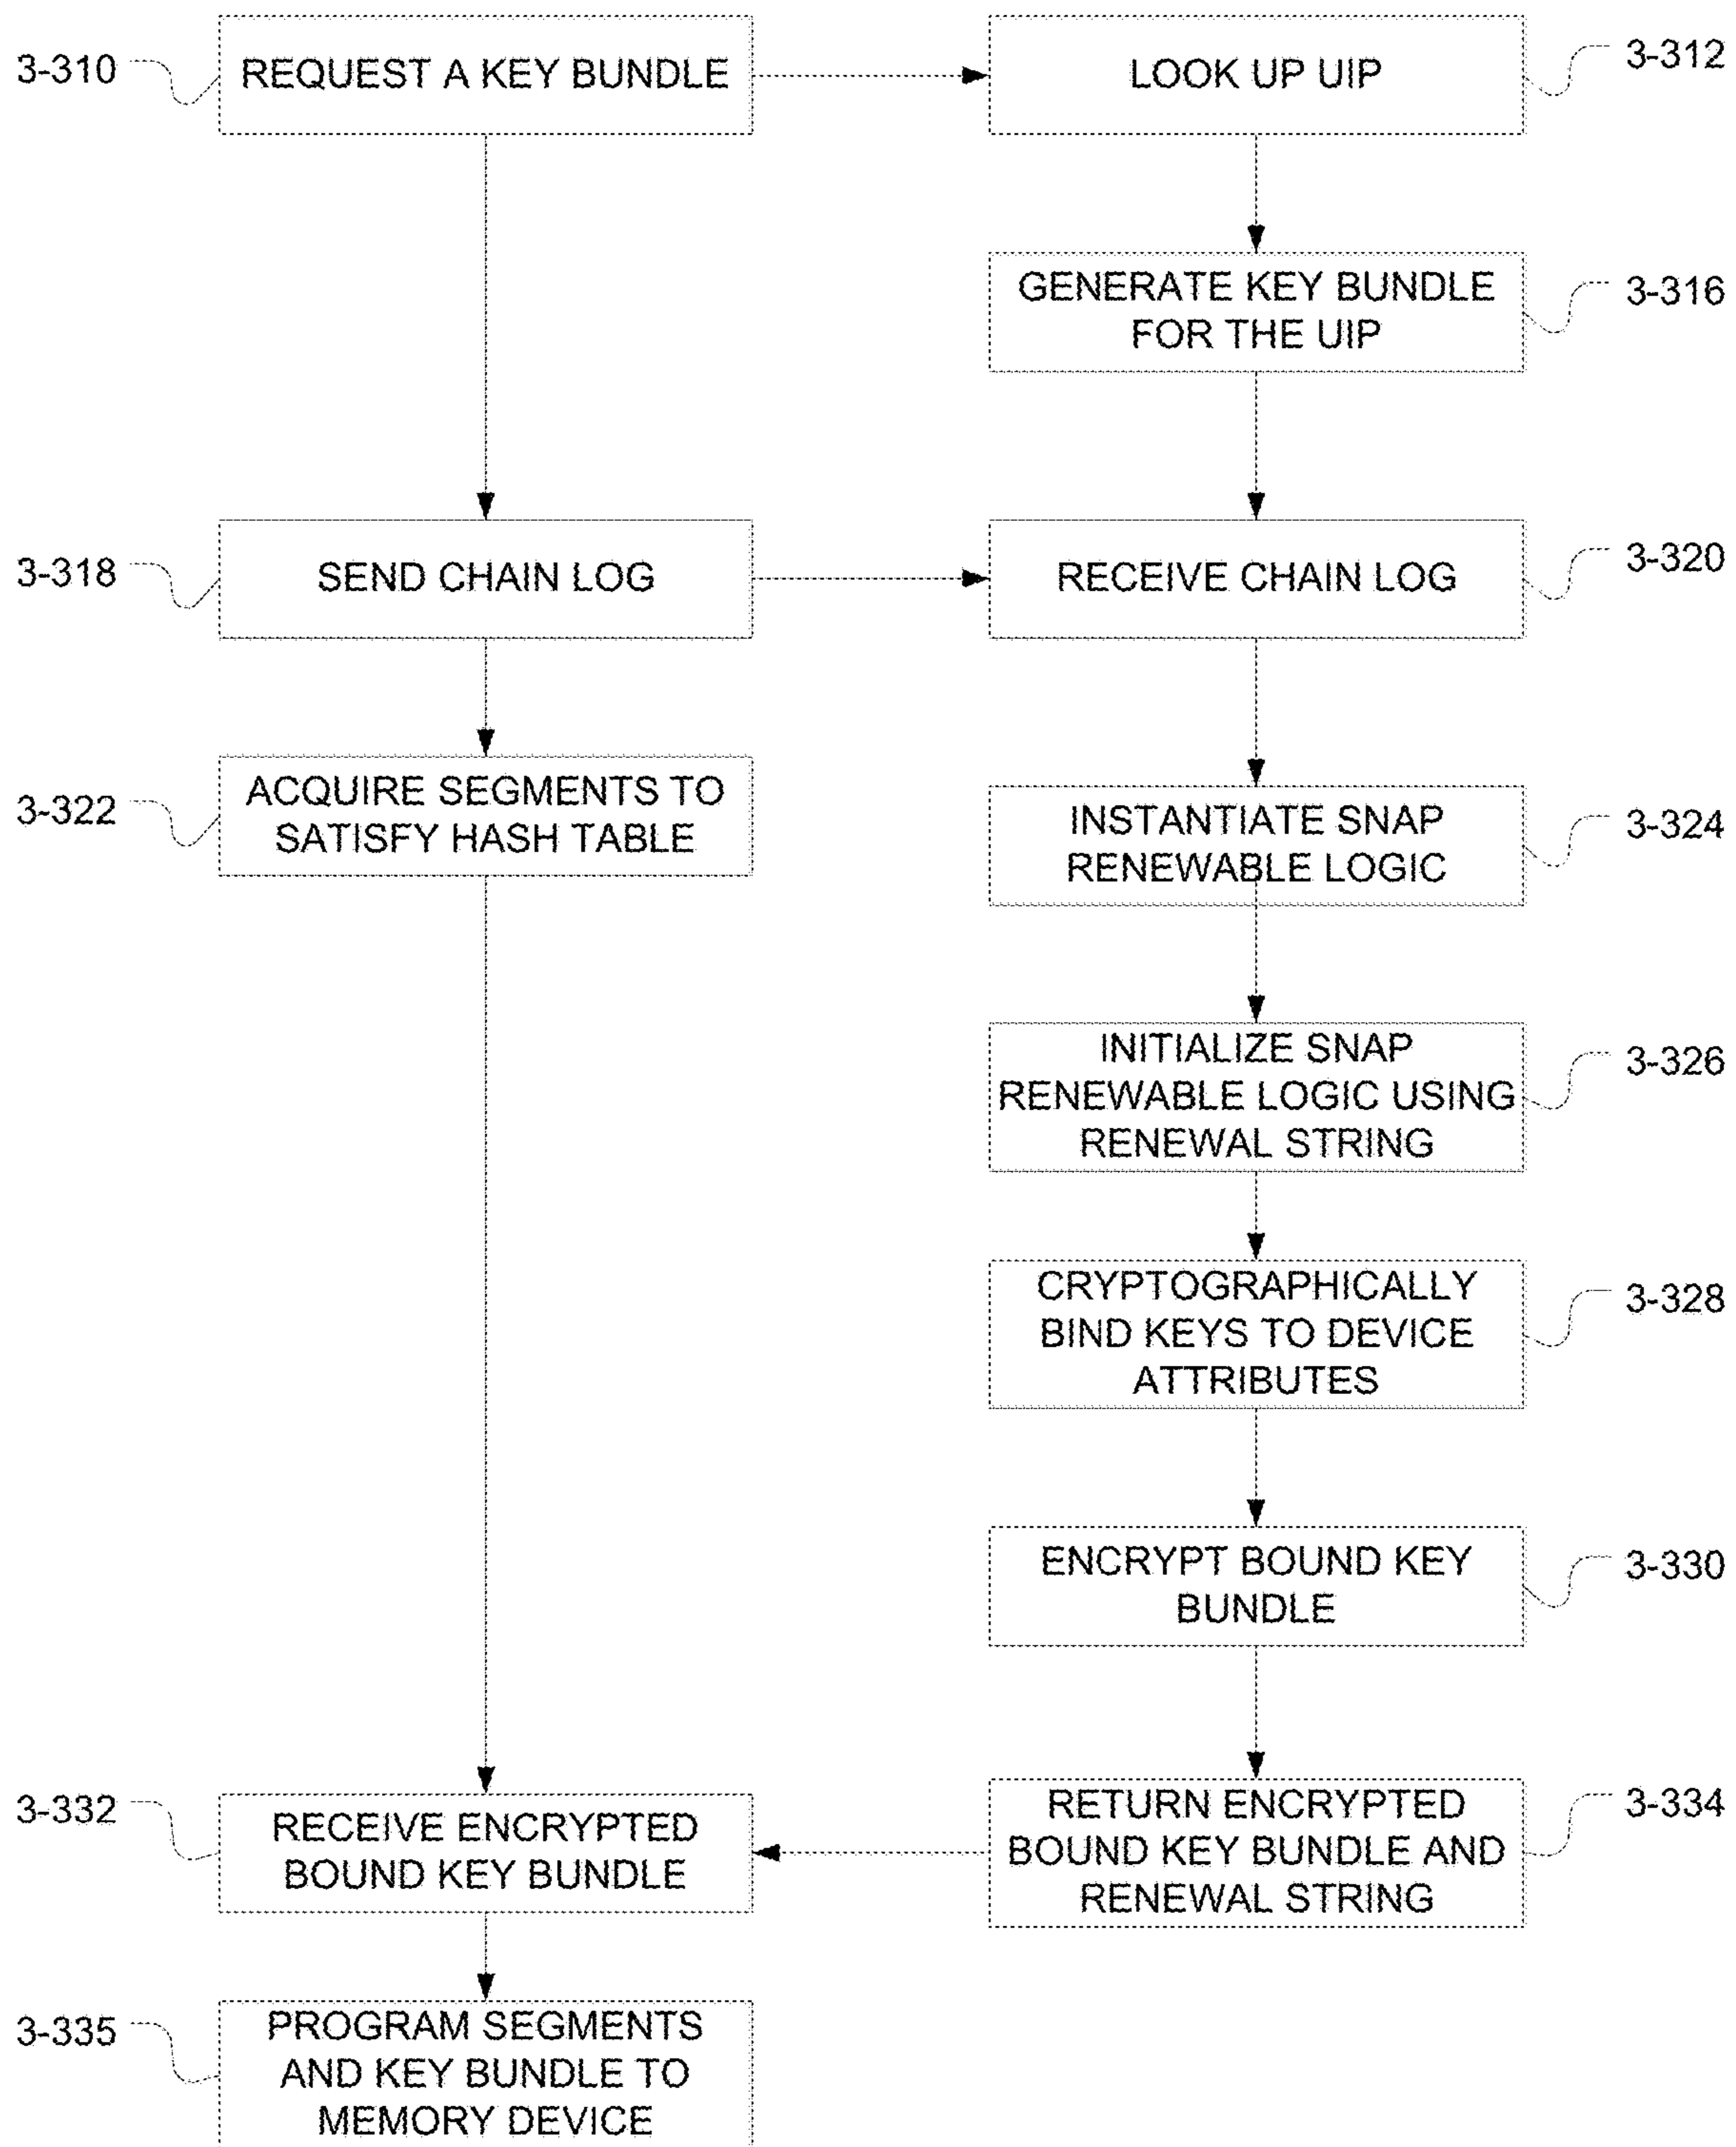 3-310
REQUEST A KEY BUNDLE
LOOK UP UIP
3-312
GENERATE KEY BUNDLE
FOR THE UIP
3-316
3-318
SEND CHAIN LOG
RECEIVE CHAIN LOG
3-320
3-322
ACQUIRE SEGMENTS TO
SATISFY HASH TABLE
INSTANTIATE SNAP
RENEWABLE LOGIC
3-324
INITIALIZE SNAP
RENEWABLE LOGIC USING
RENEWAL STRING
3-326
CRYPTOGRAPHICALLY
BIND KEYS TO DEVICE
ATTRIBUTES
3-328
ENCRYPT BOUND KEY
BUNDLE
3-330
3-332
RECEIVE ENCRYPTED
BOUND KEY BUNDLE
RETURN ENCRYPTED
BOUND KEY BUNDLE AND
RENEWAL STRING
3-334
3-335
PROGRAM SEGMENTS
AND KEY BUNDLE TO
MEMORY DEVICE